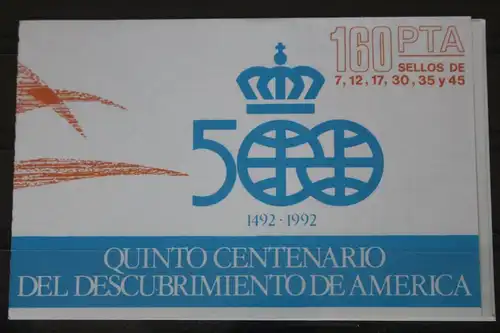 160 PTA
SELLOS DE
7, 12, 17, 30, 35 y 45
500
1492 · 1992
QUINTO CENTENARIO
DEL DESCUBRIMIENTO DE AMERICA